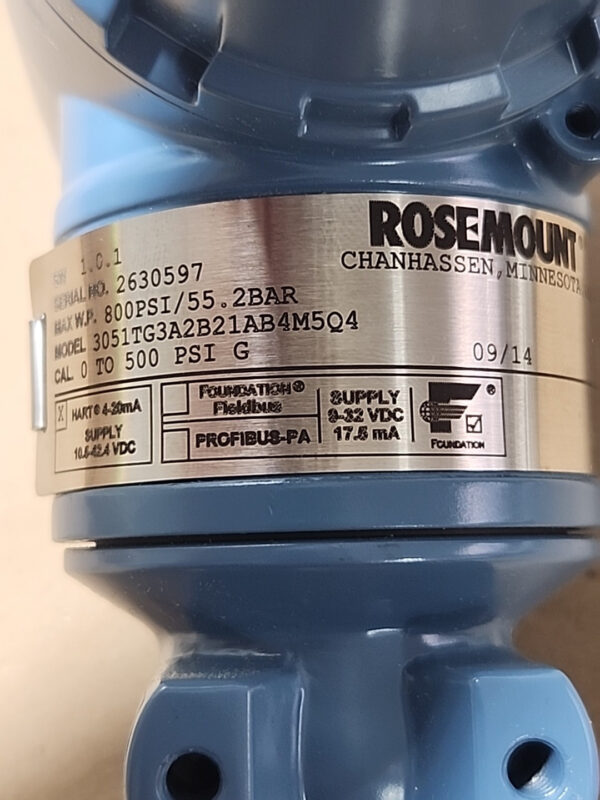 ROSEMOUNT®
CHANHASSEN, MINNESOTA
SW 1.0.1
SERIAL NO. 2630597
MAX W.P. 800PSI/55.2BAR
MODEL 3051TG3A2B21AB4M5Q4
CAL. 0 TO 500 PSI G
09/14
X HART® 4-20mA
SUPPLY
10.5-42.4 VDC
FOUNDATION®
Fieldbus
PROFIBUS-PA
SUPPLY
9-32 VDC
17.5 mA
F®
FOUNDATION